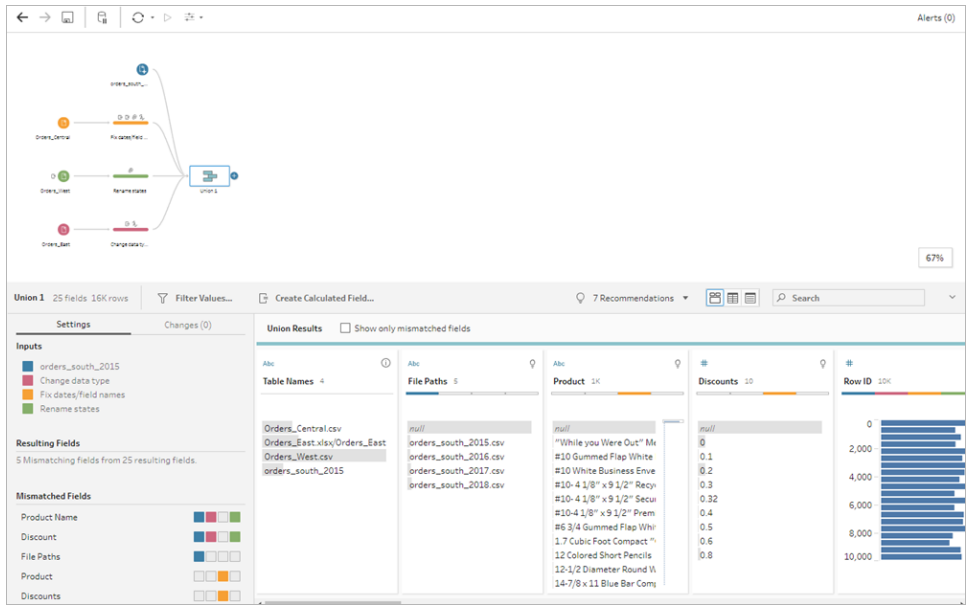 Alerts (0)
orders_south_...
Orders_Central
Fix dates/field ...
Orders_West
Rename states
Union 1
Orders_East
Change data ty...
67%
Union 1 25 fields 16K rows
Filter Values...
Create Calculated Field...
7 Recommendations
Search
Settings
Changes (0)
Inputs
orders_south_2015
Change data type
Fix dates/field names
Rename states
Resulting Fields
5 Mismatching fields from 25 resulting fields.
Mismatched Fields
Product Name
Discount
File Paths
Product
Discounts
Union Results
Show only mismatched fields
Abc
Table Names 4
Orders_Central.csv
Orders_East.xlsx/Orders_East
Orders_West.csv
orders_south_2015
Abc
File Paths 5
null
orders_south_2015.csv
orders_south_2016.csv
orders_south_2017.csv
orders_south_2018.csv
Abc
Product 1K
null
"While you Were Out" Me
#10 Gummed Flap White
#10 White Business Enve
#10- 4 1/8" x 9 1/2" Recy
#10- 4 1/8" x 9 1/2" Secur
#10-4 1/8" x 9 1/2" Prem
#6 3/4 Gummed Flap Whi
1.7 Cubic Foot Compact "
12 Colored Short Pencils
12-1/2 Diameter Round W
14-7/8 x 11 Blue Bar Comp
#
Discounts 10
null
0
0.1
0.2
0.3
0.32
0.4
0.5
0.6
0.8
#
Row ID 10K
0
2,000
4,000
6,000
8,000
10,000